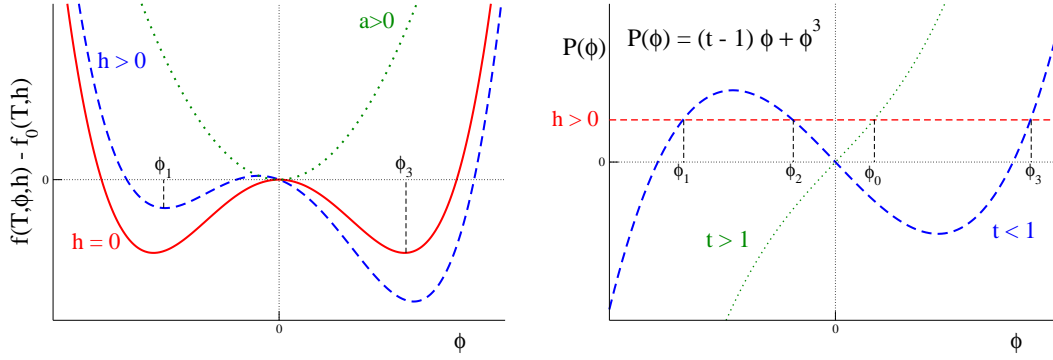 f(T,ϕ,h) - f₀(T,h)
a>0
h > 0
0
ϕ₁
ϕ₃
h = 0
0
ϕ
P(ϕ)
P(ϕ) = (t - 1) ϕ + ϕ³
h > 0
0
ϕ₁
ϕ₂
ϕ₀
ϕ₃
t > 1
t < 1
0
ϕ